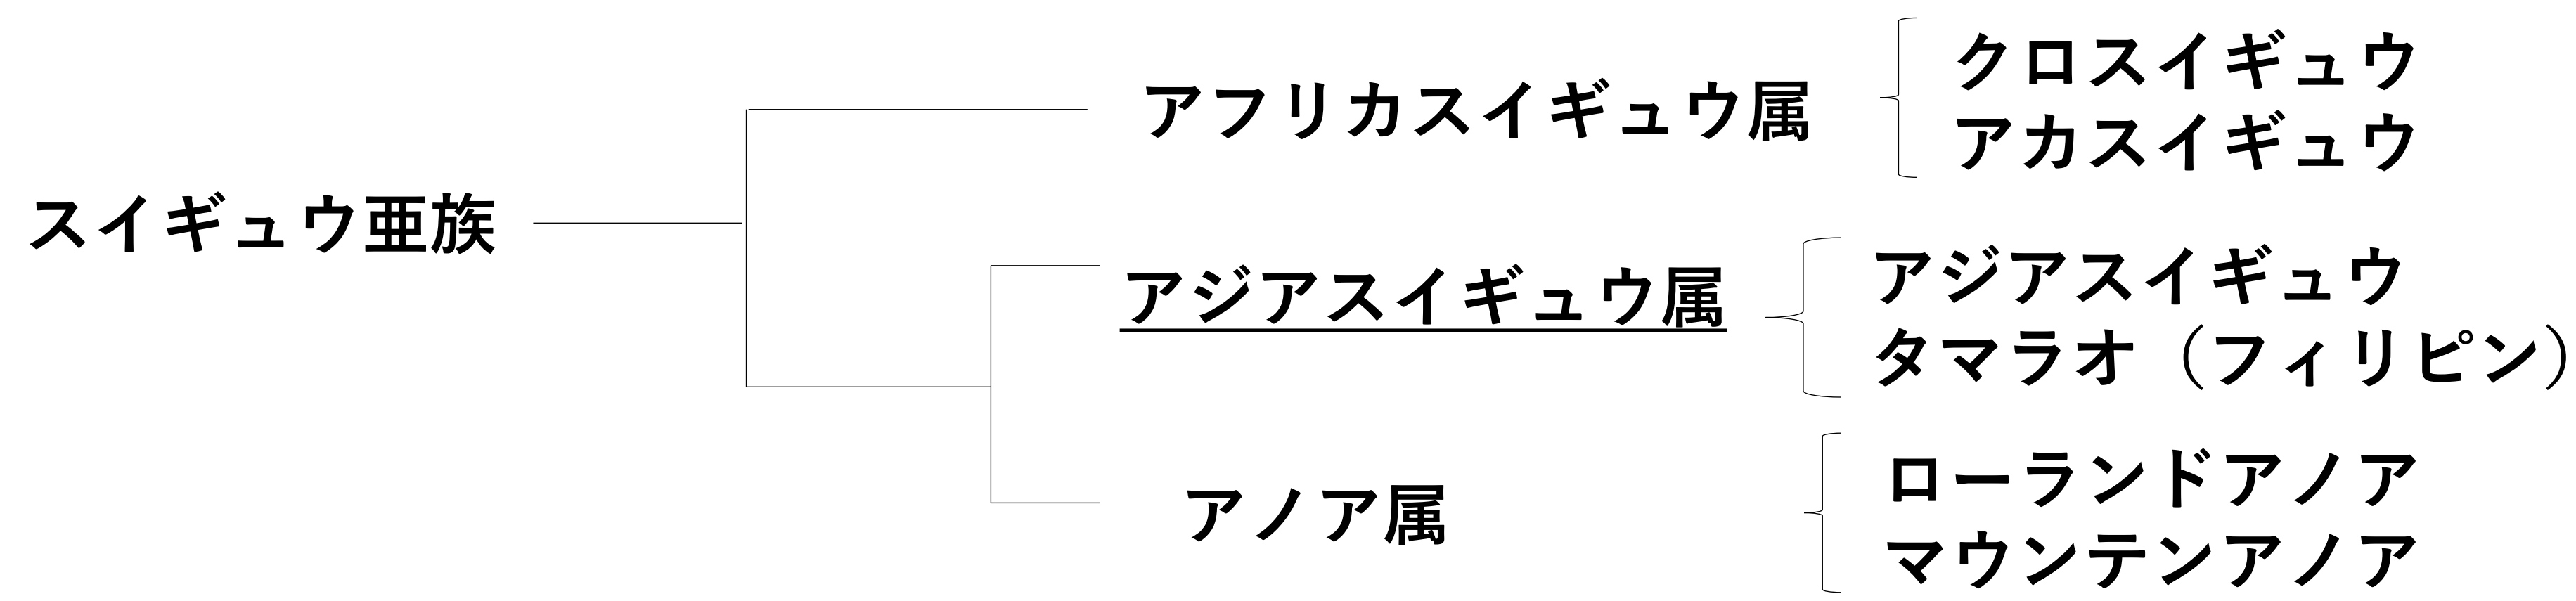 スイギュウ亜族
アフリカスイギュウ属
クロスイギュウ
アカスイギュウ
アジアスイギュウ属
アジアスイギュウ
タマラオ（フィリピン）
アノア属
ローランドアノア
マウンテンアノア